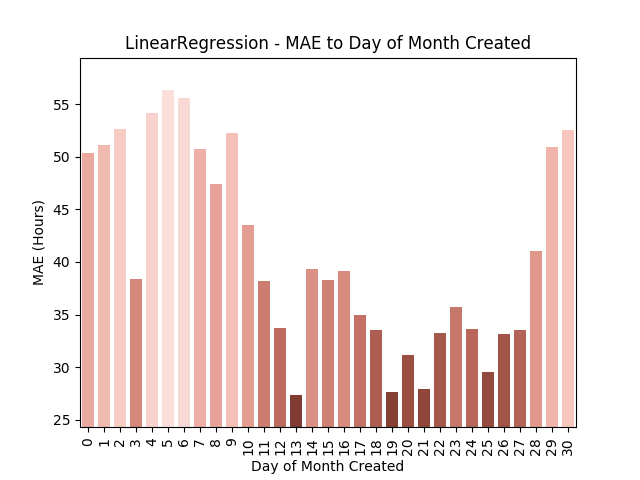 LinearRegression - MAE to Day of Month Created
MAE (Hours)
55
50
45
40
35
30
25
0 1 2 3 4 5 6 7 8 9 10 11 12 13 14 15 16 17 18 19 20 21 22 23 24 25 26 27 28 29 30
Day of Month Created